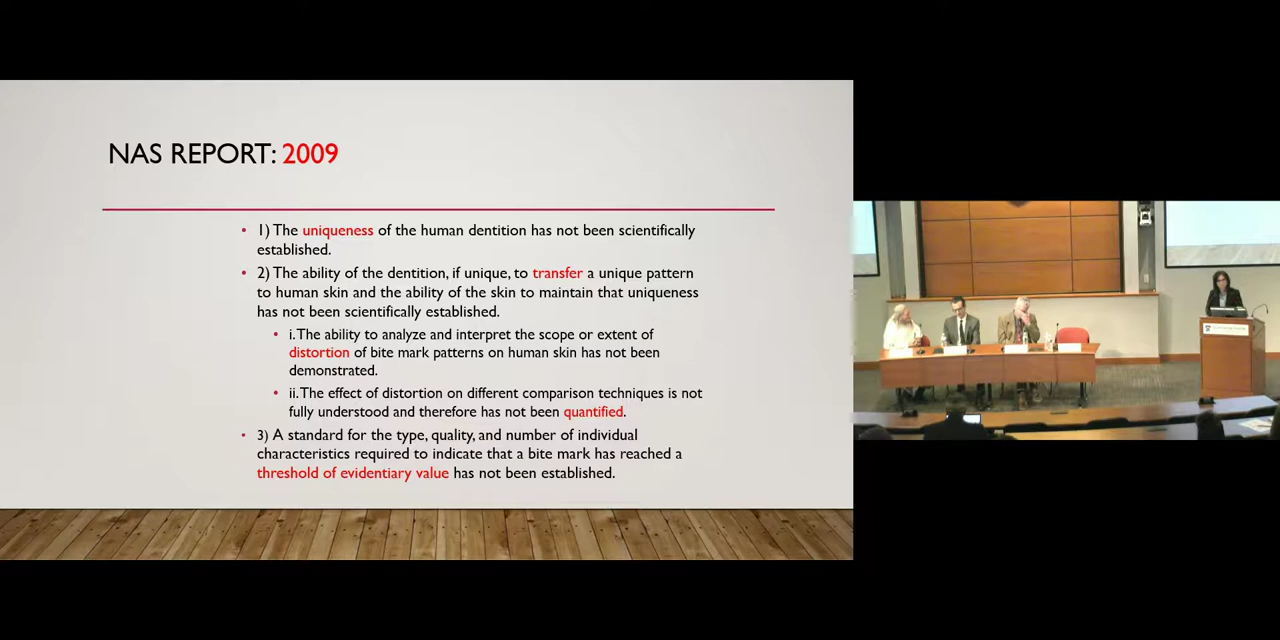 NAS REPORT: 2009
• 1) The uniqueness of the human dentition has not been scientifically
established.
• 2) The ability of the dentition, if unique, to transfer a unique pattern
to human skin and the ability of the skin to maintain that uniqueness
has not been scientifically established.
• i. The ability to analyze and interpret the scope or extent of
distortion of bite mark patterns on human skin has not been
demonstrated.
• ii. The effect of distortion on different comparison techniques is not
fully understood and therefore has not been quantified.
• 3) A standard for the type, quality, and number of individual
characteristics required to indicate that a bite mark has reached a
threshold of evidentiary value has not been established.